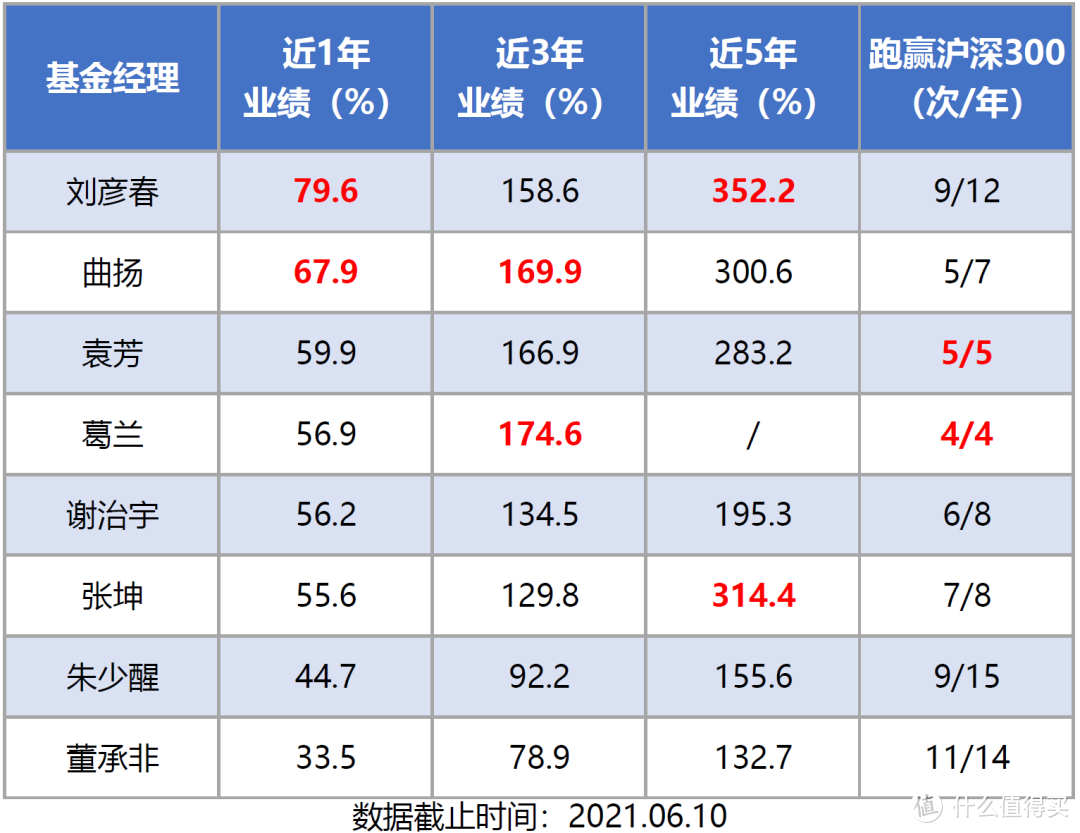 基金经理 近1年业绩（%） 近3年业绩（%） 近5年业绩（%） 跑赢沪深300(次/年)
刘彦春 79.6 158.6 352.2 9/12
曲扬 67.9 169.9 300.6 5/7
袁芳 59.9 166.9 283.2 5/5
葛兰 56.9 174.6 / 4/4
谢治宇 56.2 134.5 195.3 6/8
张坤 55.6 129.8 314.4 7/8
朱少醒 44.7 92.2 155.6 9/15
董承非 33.5 78.9 132.7 11/14
数据截止时间：2021.06.10
值 什么值得买